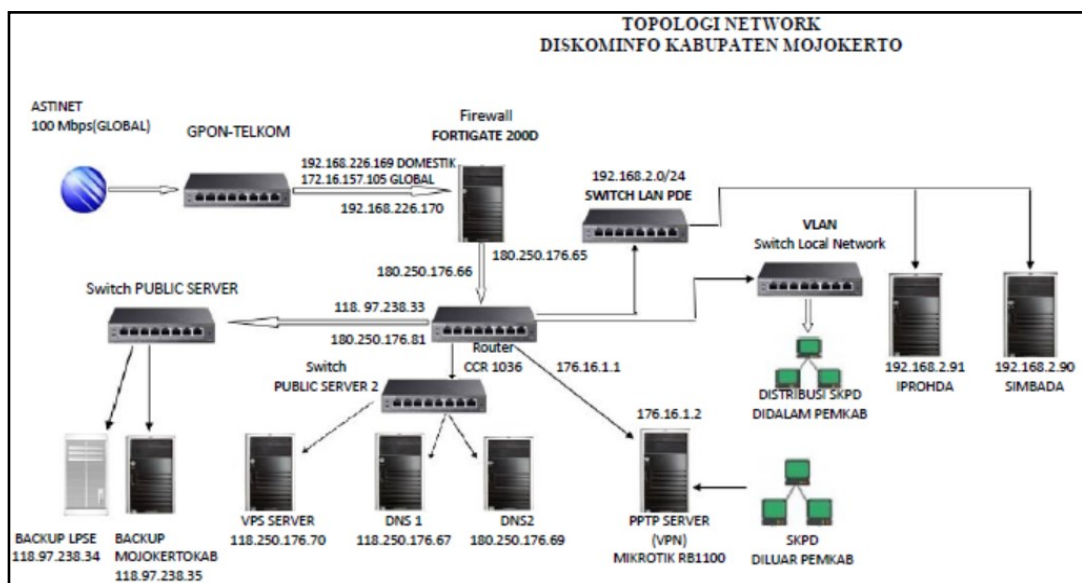 TOPOLOGI NETWORK
DISKOMINFO KABUPATEN MOJOKERTO
ASTINET
100 Mbps(GLOBAL)
GPON-TELKOM
Firewall
FORTIGATE 200D
192.168.226.169 DOMESTIK
172.16.157.105 GLOBAL
192.168.226.170
192.168.2.0/24
SWITCH LAN PDE
VLAN
Switch Local Network
180.250.176.65
180.250.176.66
Switch PUBLIC SERVER
118. 97.238.33
180.250.176.81
Router
CCR 1036
176.16.1.1
Switch
PUBLIC SERVER 2
192.168.2.91
IPROHDA
192.168.2.90
SIMBADA
DISTRIBUSI SKPD
DIDALAM PEMKAB
176.16.1.2
BACKUP LPSE
118.97.238.34
BACKUP
MOJOKERTOKAB
118.97.238.35
VPS SERVER
118.250.176.70
DNS 1
118.250.176.67
DNS2
180.250.176.69
PPTP SERVER
(VPN)
MIKROTIK RB1100
SKPD
DILUAR PEMKAB